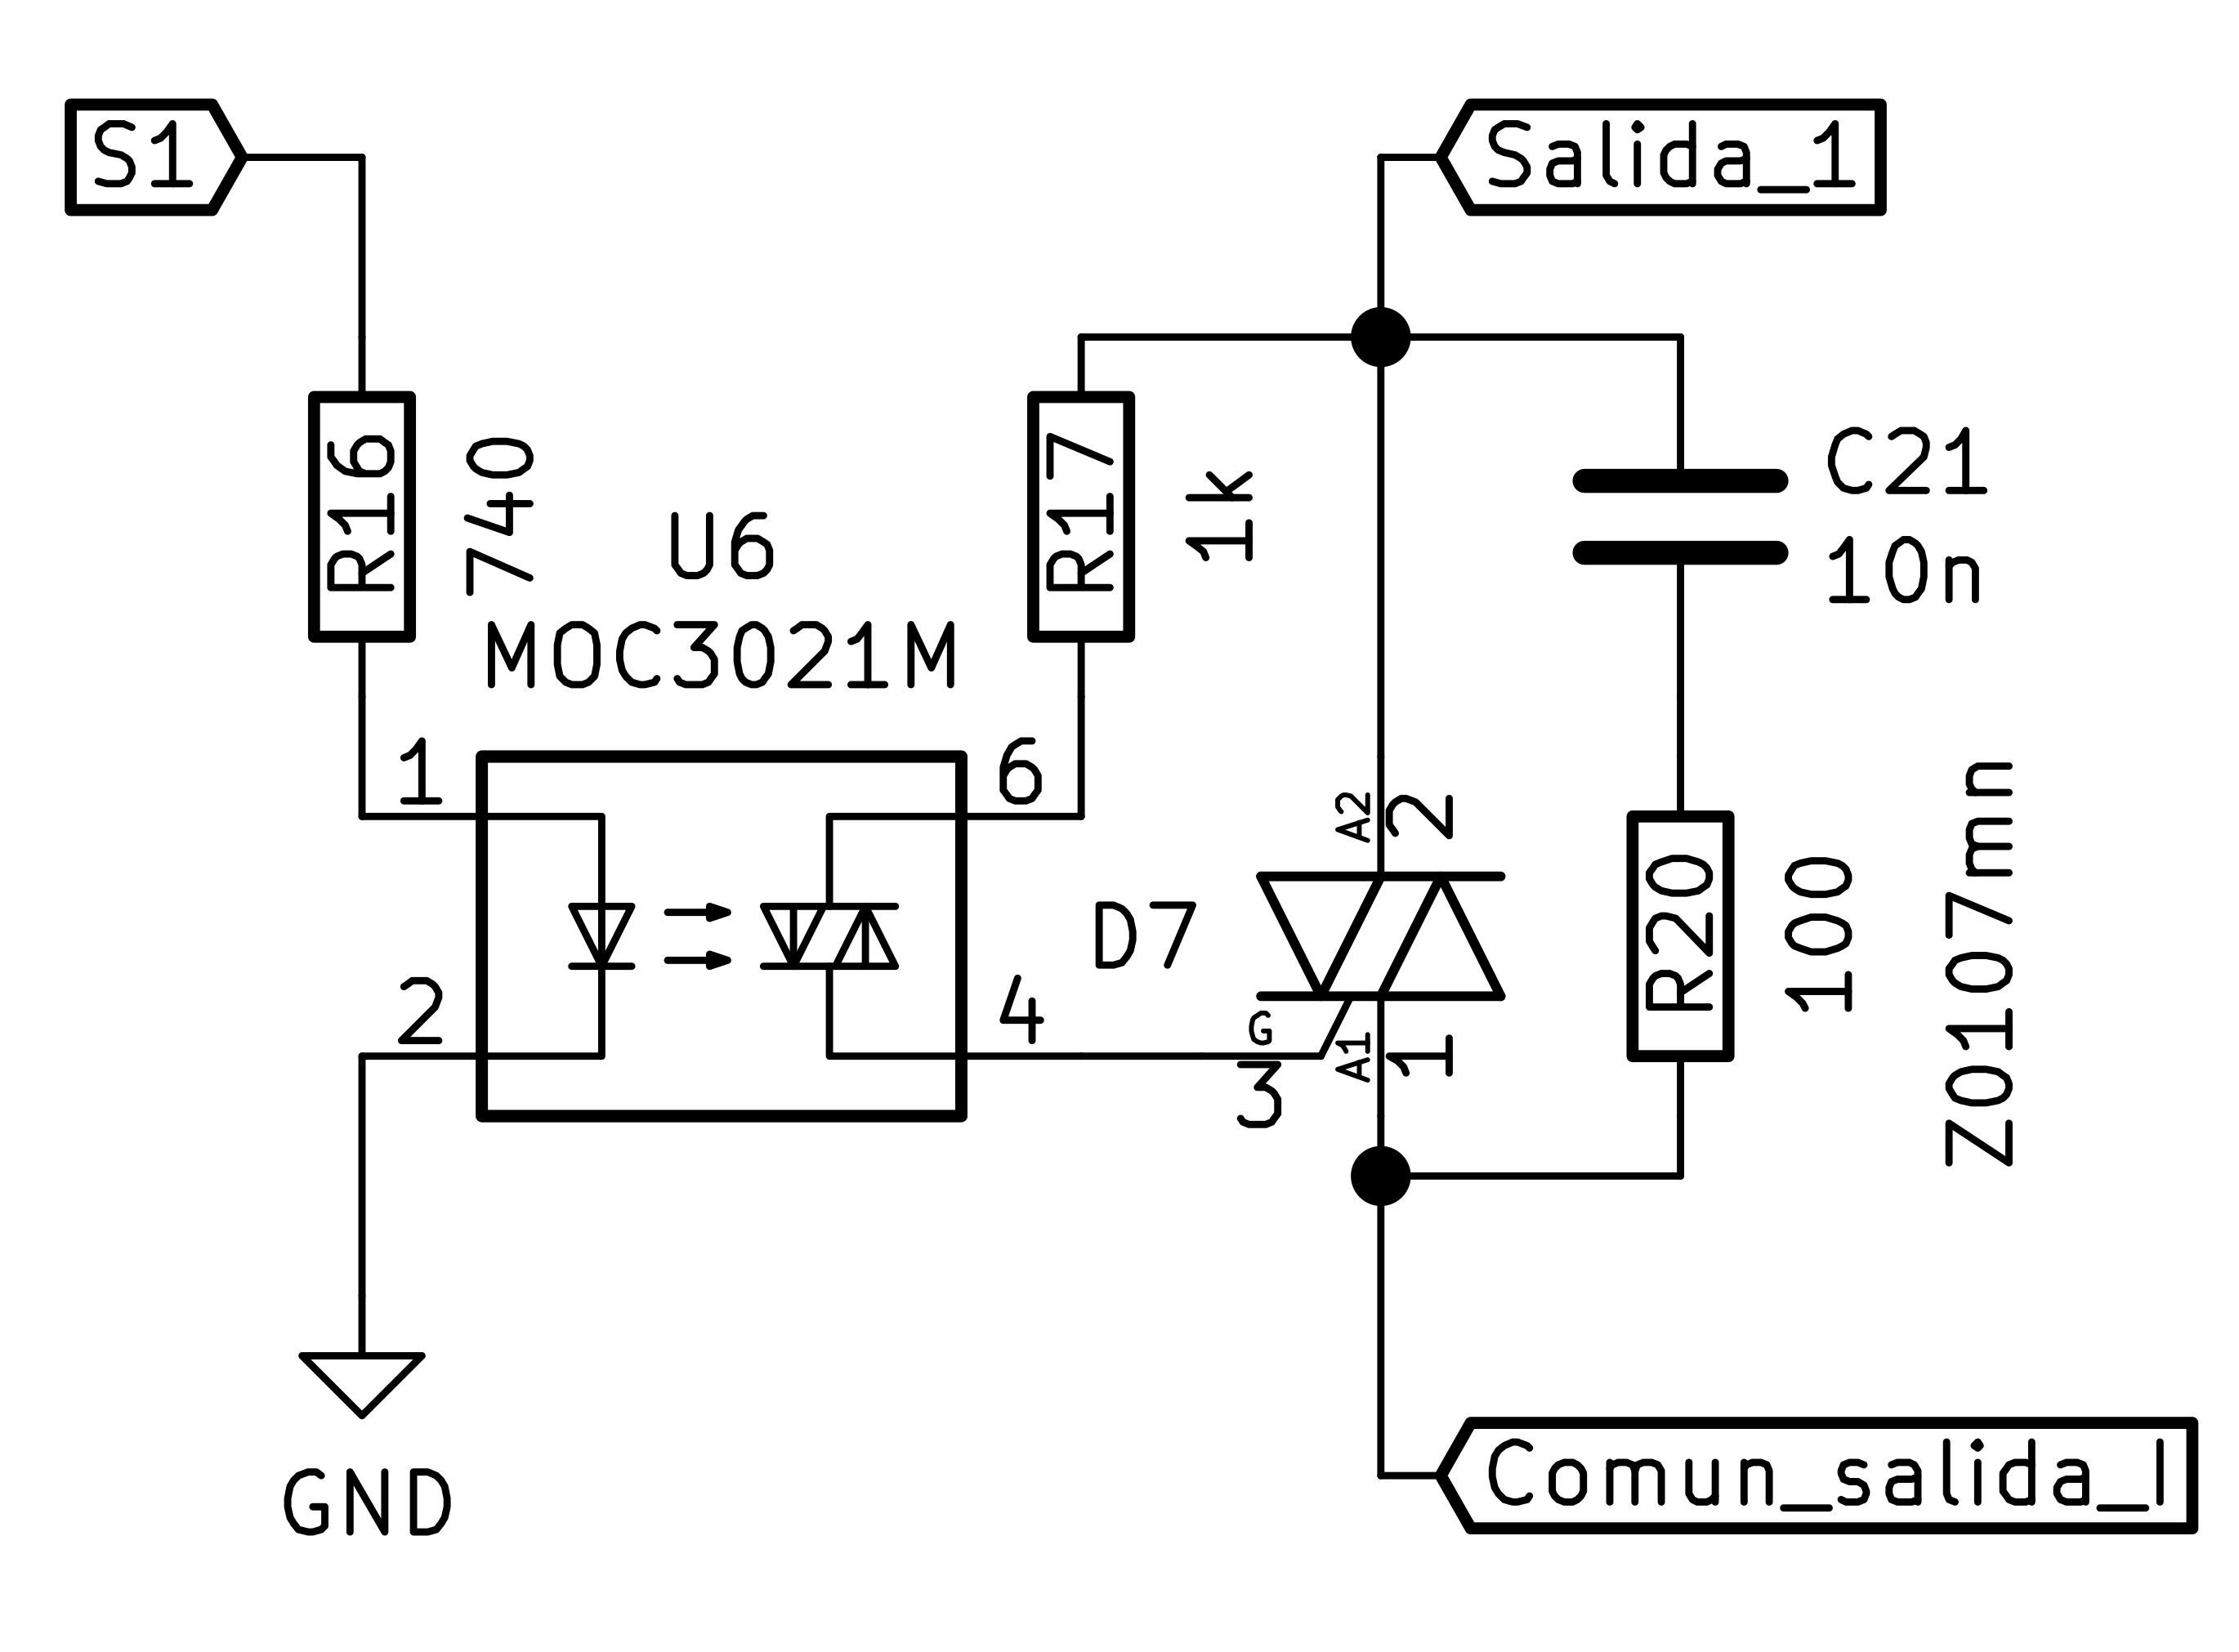 S1
Salida_1
R16
740
U6
MOC3021M
R17
1k
C21
10n
1
6
2
4
D7
A2
2
G
3
A1
1
R20
100
Z0107mn
GND
Comun_salida_I